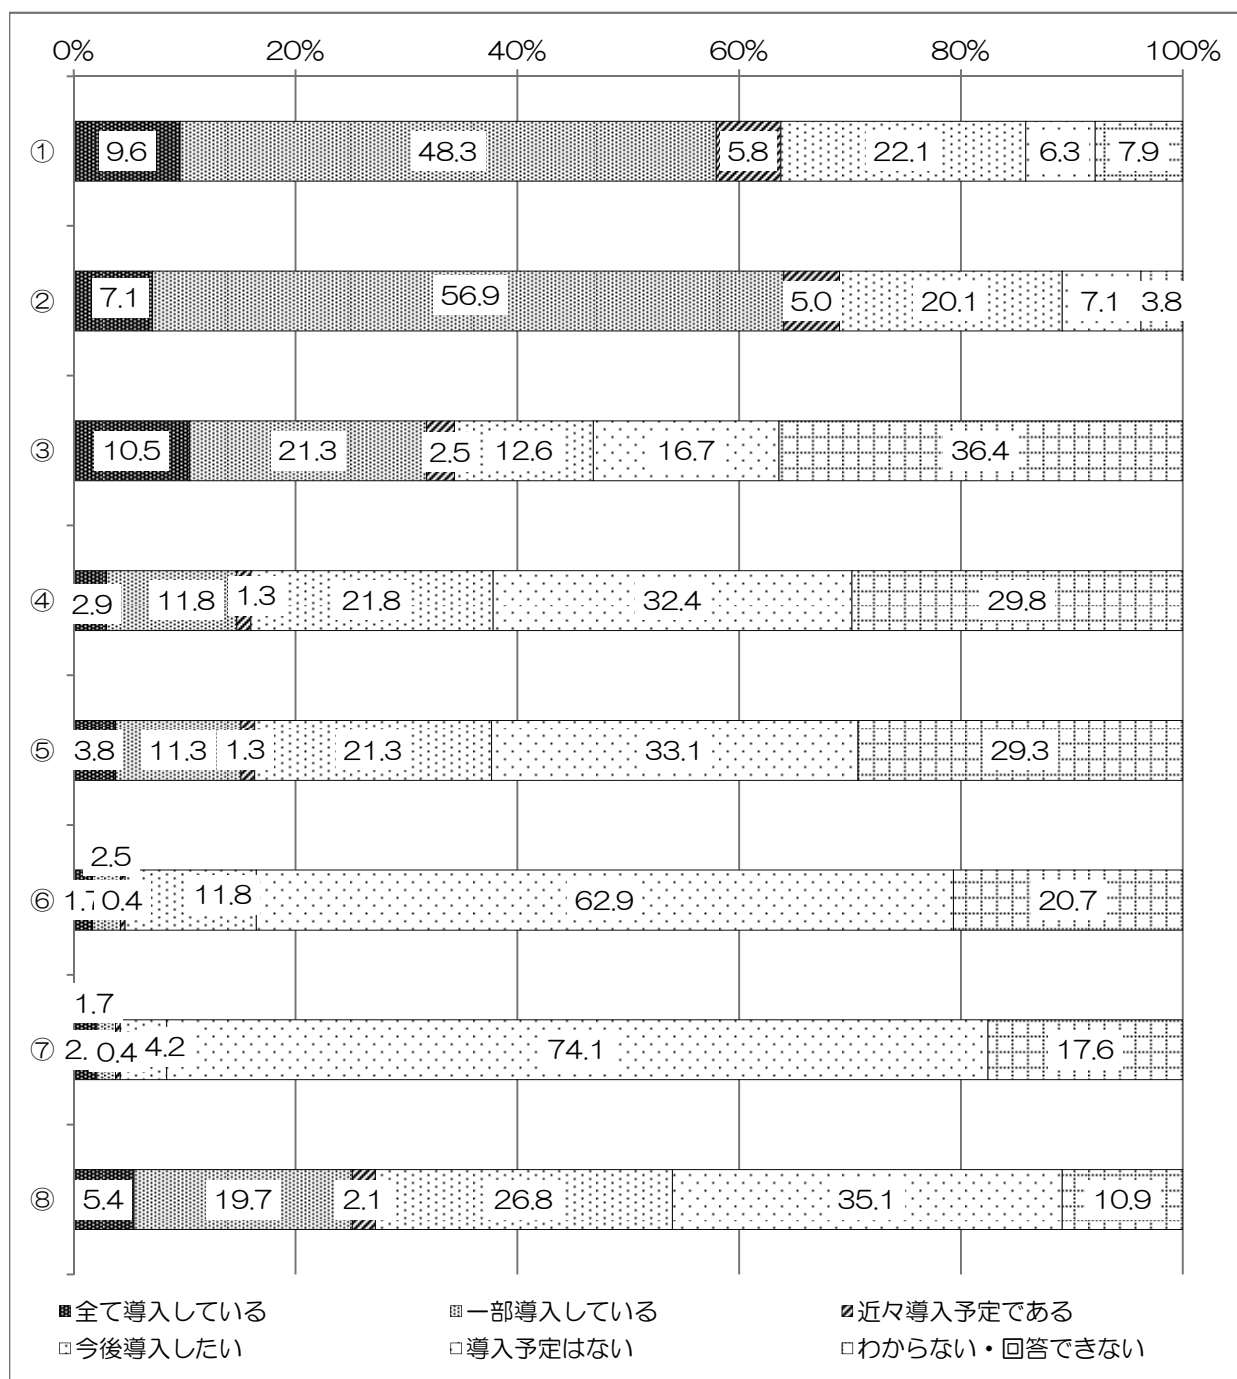 0% 20% 40% 60% 80% 100%
① 9.6 48.3 5.8 22.1 6.3 7.9
② 7.1 56.9 5.0 20.1 7.1 3.8
③ 10.5 21.3 2.5 12.6 16.7 36.4
④ 2.9 11.8 1.3 21.8 32.4 29.8
⑤ 3.8 11.3 1.3 21.3 33.1 29.3
2.5
⑥ 0.4 11.8 62.9 20.7
1.7
⑦ 0.4 4.2 74.1 17.6
⑧ 5.4 19.7 2.1 26.8 35.1 10.9
全て導入している 一部導入している 近々導入予定である
今後導入したい 導入予定はない わからない・回答できない